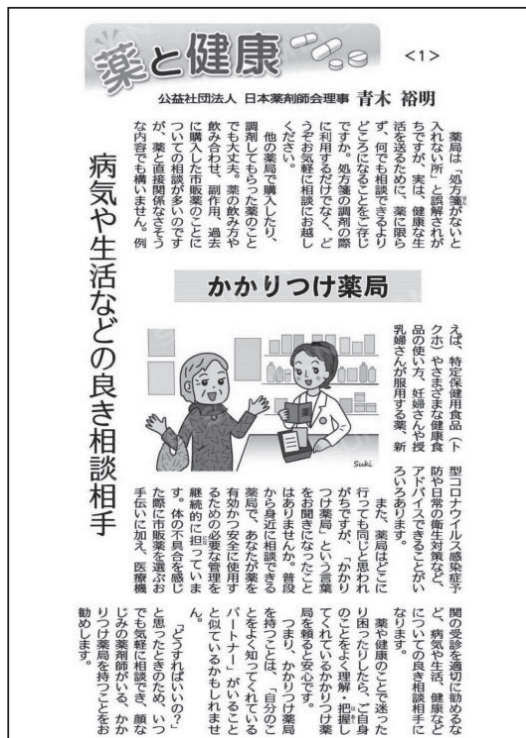 薬と健康
<1>
公益社団法人 日本薬剤師会理事 青木 裕明
薬局は「処方箋がないと
入れない所」と誤解されが
ちですが、実は、健康な生
活を送るために、薬に限ら
ず、何でも相談できるより
どころになることをご存じ
ですか。処方箋の調剤の際
に利用するだけでなく、ど
うぞお気軽に相談にお越し
ください。
他の薬局で購入したり、
調剤してもらった薬のこと
でも大丈夫。薬の飲み方や
飲み合わせ、副作用、過去
に購入した市販薬のことに
ついての相談が多いのです
が、薬と直接関係なさそう
な内容でも構いません。例
病気や生活などの良き相談相手
かかりつけ薬局
えば、特定保健用食品(ト
クホ)やさまざまな健康食
品の使い方、妊婦さんや授
乳婦さんが服用する薬、新
Suki
型コロナウイルス感染症予
防や日常の衛生対策など、
アドバイスできることがい
ろいろあります。
また、薬局はどこに
行っても同じと思われ
がちですが、「かかり
つけ薬局」という言葉
をお聞きになったこと
はありませんか。普段
から身近に相談できる
薬局で、あなたが薬を
有効かつ安全に使用す
るための必要な管理を
継続的に担っていま
す。体の不具合を感じ
た際に市販薬を選ぶお
手伝いに加え、医療機
関の受診を適切に勧めるな
ど、病気や生活、健康など
についての良き相談相手に
なります。
薬や健康のことで迷った
り困ったりしたら、ご自身
のことをよく理解・把握し
てくれているかかりつけ薬
局を頼ると安心です。
つまり、かかりつけ薬局
を持つことは、「自分のこ
とをよく知ってくれている
パートナー」がいること
と似ているかもしれませ
ん。
「どうすればいいの?」
と思ったときのため、いつ
でも気軽に相談でき、顔な
じみの薬剤師がいる、かか
りつけ薬局を持つことをお
勧めします。